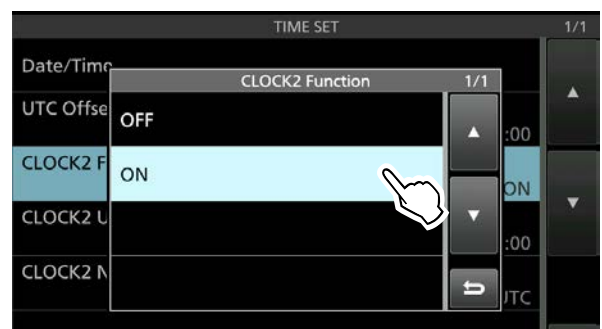 TIME SET 1/1
Date/Time
CLOCK2 Function 1/1
UTC Offse
OFF
:00
CLOCK2 F
ON
ON
CLOCK2 U
:00
CLOCK2 N
UTC